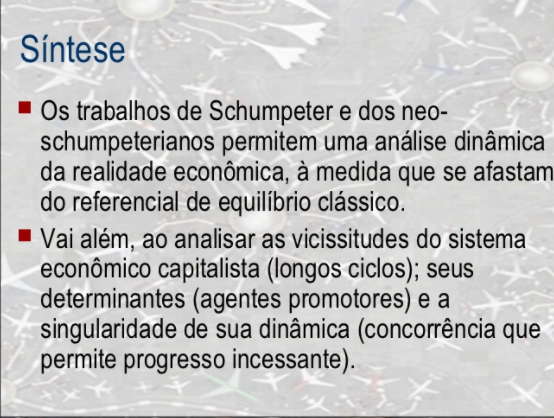 Síntese
Os trabalhos de Schumpeter e dos neo-
schumpeterianos permitem uma análise dinâmica
da realidade econômica, à medida que se afastam
do referencial de equilíbrio clássico.
Vai além, ao analisar as vicissitudes do sistema
econômico capitalista (longos ciclos); seus
determinantes (agentes promotores) e a
singularidade de sua dinâmica (concorrência que
permite progresso incessante).